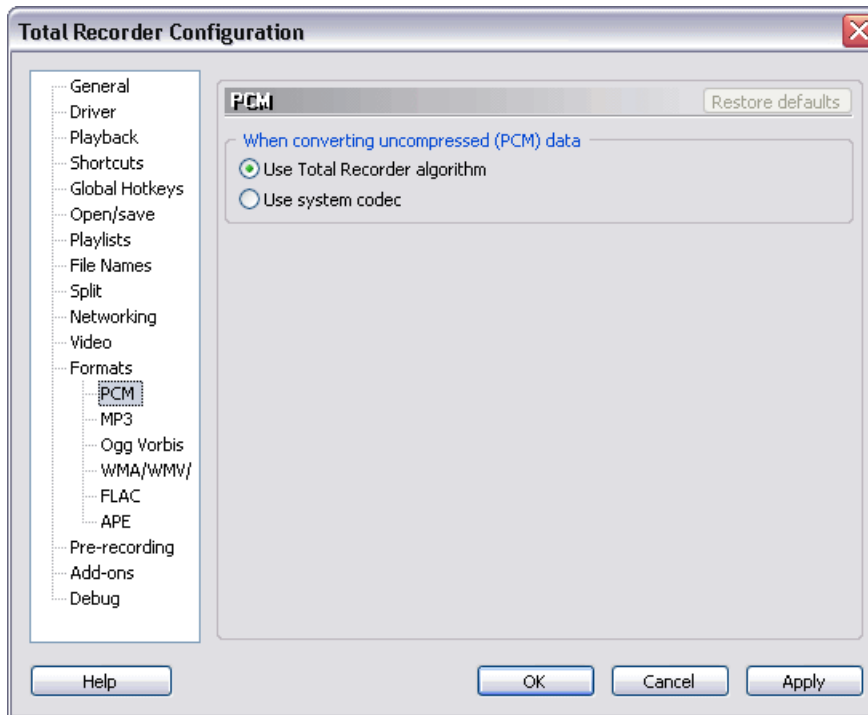 Total Recorder Configuration
General
Driver
Playback
Shortcuts
Global Hotkeys
Open/save
Playlists
File Names
Split
Networking
Video
Formats
PCM
MP3
Ogg Vorbis
WMA/WMV/
FLAC
APE
Pre-recording
Add-ons
Debug
PCM
Restore defaults
When converting uncompressed (PCM) data
Use Total Recorder algorithm
Use system codec
Help
OK
Cancel
Apply